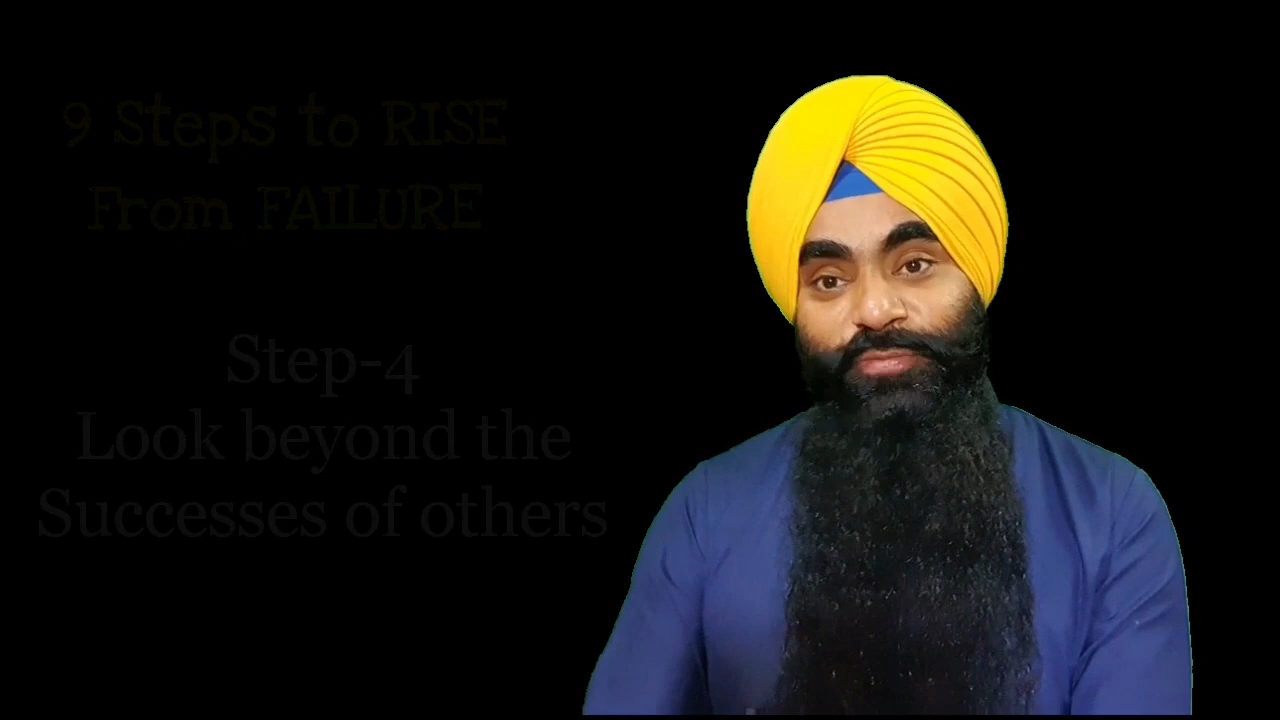 9 Steps to RISE
From FAILURE
Step-4
Look beyond the
Successes of others